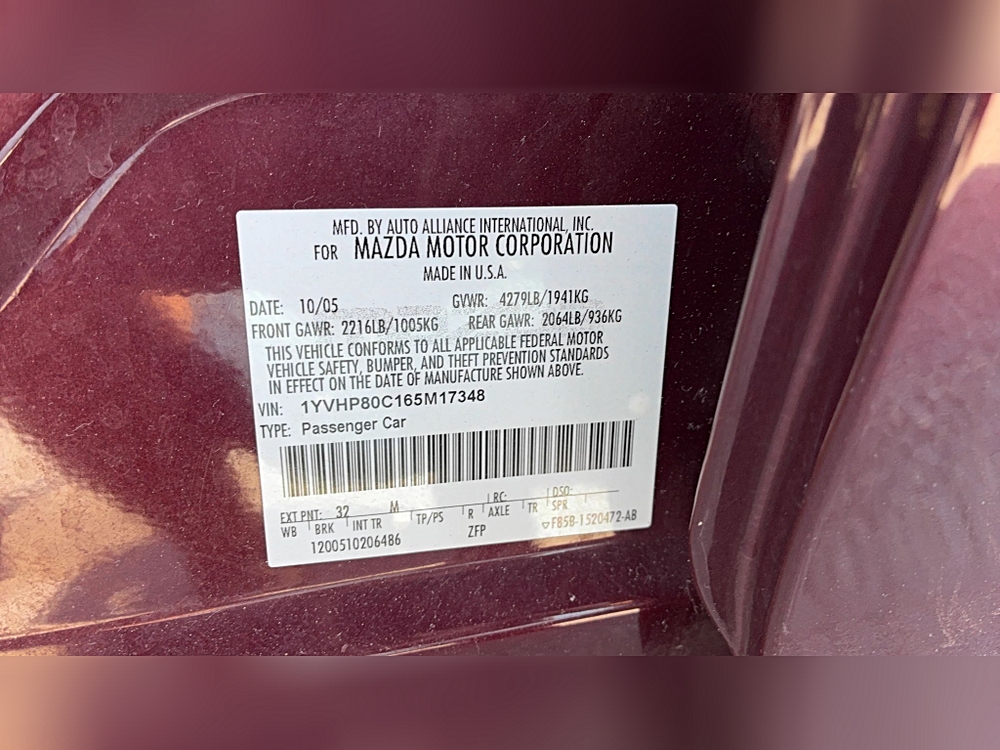 MFD. BY AUTO ALLIANCE INTERNATIONAL, INC.
FOR MAZDA MOTOR CORPORATION
MADE IN U.S.A.
DATE: 10/05 GVWR: 4279LB/1941KG
FRONT GAWR: 2216LB/1005KG REAR GAWR: 2064LB/936KG
THIS VEHICLE CONFORMS TO ALL APPLICABLE FEDERAL MOTOR
VEHICLE SAFETY, BUMPER, AND THEFT PREVENTION STANDARDS
IN EFFECT ON THE DATE OF MANUFACTURE SHOWN ABOVE.
VIN: 1YVHP80C165M17348
TYPE: Passenger Car
EXT PNT: 32 M RC: DSO:
WB BRK INT TR TP/PS R AXLE TR SPR
1200510206486 ZFP F85B-1520472-AB